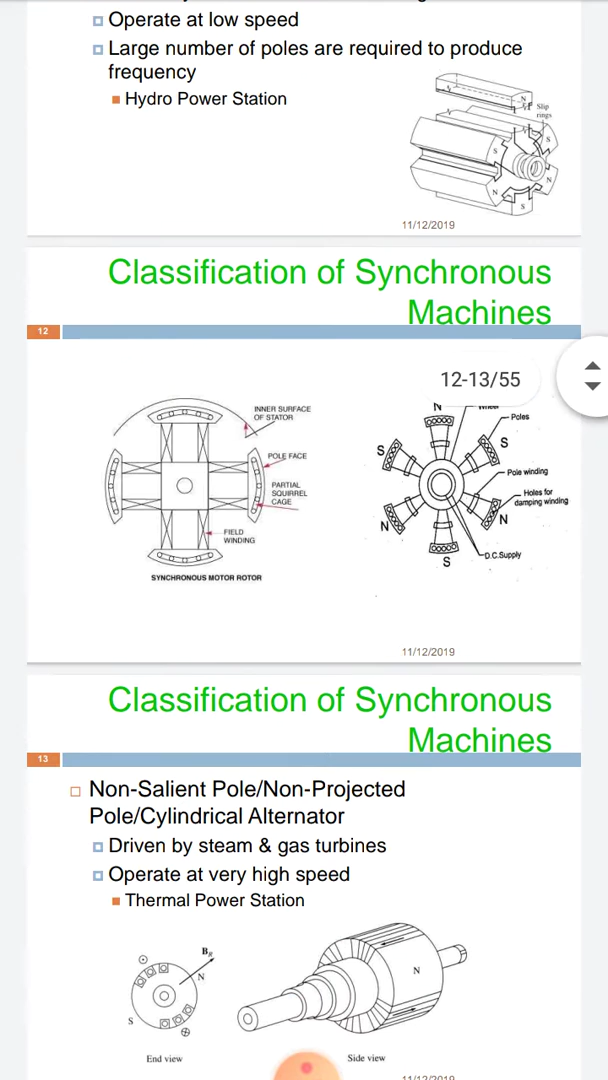 Operate at low speed
Large number of poles are required to produce
frequency
Hydro Power Station
N
Slip
rings
S
S
N
N
S
11/12/2019
Classification of Synchronous
Machines
12
12-13/55
INNER SURFACE
OF STATOR
POLE FACE
PARTIAL
SQUIRREL
CAGE
FIELD
WINDING
SYNCHRONOUS MOTOR ROTOR
N
Poles
S
S
Pole winding
Holes for
damping winding
N
N
D.C.Supply
S
11/12/2019
Classification of Synchronous
Machines
13
Non-Salient Pole/Non-Projected
Pole/Cylindrical Alternator
Driven by steam & gas turbines
Operate at very high speed
Thermal Power Station
B
N
S
N
End view
Side view
11/12/2019